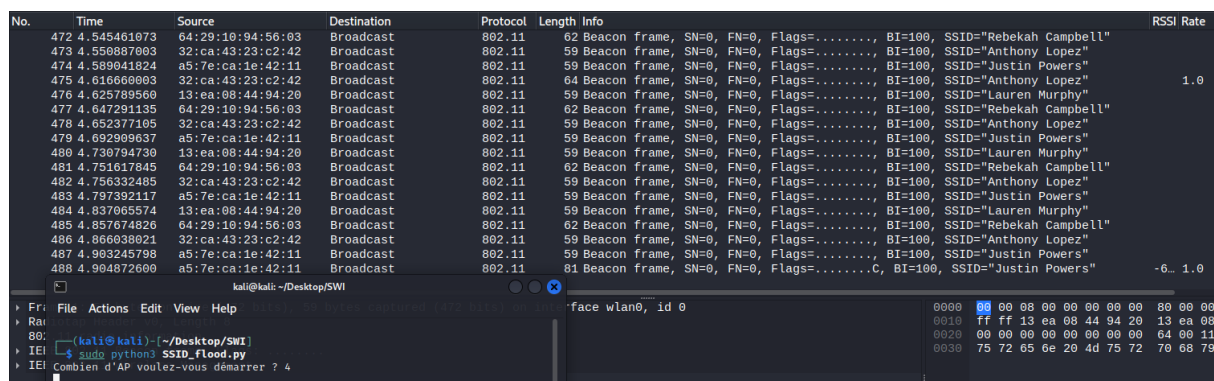 No. Time Source Destination Protocol Length Info RSSI Rate
472 4.545461073 64:29:10:94:56:03 Broadcast 802.11 62 Beacon frame, SN=0, FN=0, Flags=........, BI=100, SSID="Rebekah Campbell"
473 4.550887003 32:ca:43:23:c2:42 Broadcast 802.11 59 Beacon frame, SN=0, FN=0, Flags=........, BI=100, SSID="Anthony Lopez"
474 4.589041824 a5:7e:ca:1e:42:11 Broadcast 802.11 59 Beacon frame, SN=0, FN=0, Flags=........, BI=100, SSID="Justin Powers"
475 4.616660003 32:ca:43:23:c2:42 Broadcast 802.11 64 Beacon frame, SN=0, FN=0, Flags=........, BI=100, SSID="Anthony Lopez" 1.0
476 4.625789560 13:ea:08:44:94:20 Broadcast 802.11 59 Beacon frame, SN=0, FN=0, Flags=........, BI=100, SSID="Lauren Murphy"
477 4.647291135 64:29:10:94:56:03 Broadcast 802.11 62 Beacon frame, SN=0, FN=0, Flags=........, BI=100, SSID="Rebekah Campbell"
478 4.652377105 32:ca:43:23:c2:42 Broadcast 802.11 59 Beacon frame, SN=0, FN=0, Flags=........, BI=100, SSID="Anthony Lopez"
479 4.692909637 a5:7e:ca:1e:42:11 Broadcast 802.11 59 Beacon frame, SN=0, FN=0, Flags=........, BI=100, SSID="Justin Powers"
480 4.730794730 13:ea:08:44:94:20 Broadcast 802.11 59 Beacon frame, SN=0, FN=0, Flags=........, BI=100, SSID="Lauren Murphy"
481 4.751617845 64:29:10:94:56:03 Broadcast 802.11 62 Beacon frame, SN=0, FN=0, Flags=........, BI=100, SSID="Rebekah Campbell"
482 4.756332485 32:ca:43:23:c2:42 Broadcast 802.11 59 Beacon frame, SN=0, FN=0, Flags=........, BI=100, SSID="Anthony Lopez"
483 4.797392117 a5:7e:ca:1e:42:11 Broadcast 802.11 59 Beacon frame, SN=0, FN=0, Flags=........, BI=100, SSID="Justin Powers"
484 4.837065574 13:ea:08:44:94:20 Broadcast 802.11 59 Beacon frame, SN=0, FN=0, Flags=........, BI=100, SSID="Lauren Murphy"
485 4.857674826 64:29:10:94:56:03 Broadcast 802.11 62 Beacon frame, SN=0, FN=0, Flags=........, BI=100, SSID="Rebekah Campbell"
486 4.866038021 32:ca:43:23:c2:42 Broadcast 802.11 59 Beacon frame, SN=0, FN=0, Flags=........, BI=100, SSID="Anthony Lopez"
487 4.903245798 a5:7e:ca:1e:42:11 Broadcast 802.11 59 Beacon frame, SN=0, FN=0, Flags=........, BI=100, SSID="Justin Powers"
488 4.904872600 a5:7e:ca:1e:42:11 Broadcast 802.11 81 Beacon frame, SN=0, FN=0, Flags=........C, BI=100, SSID="Justin Powers" -6... 1.0
kali@kali: ~/Desktop/SWI
File Actions Edit View Help
(kali㉿kali)-[~/Desktop/SWI]
$ sudo python3 SSID_flood.py
Combien d'AP voulez-vous démarrer ? 4
Fra
Rad
802
IEE
IEE
face wlan0, id 0
0000 00 00 08 00 00 00 00 00 80 00 00
0010 ff ff 13 ea 08 44 94 20 13 ea 08
0020 00 00 00 00 00 00 00 00 64 00 11
0030 75 72 65 6e 20 4d 75 72 70 68 79